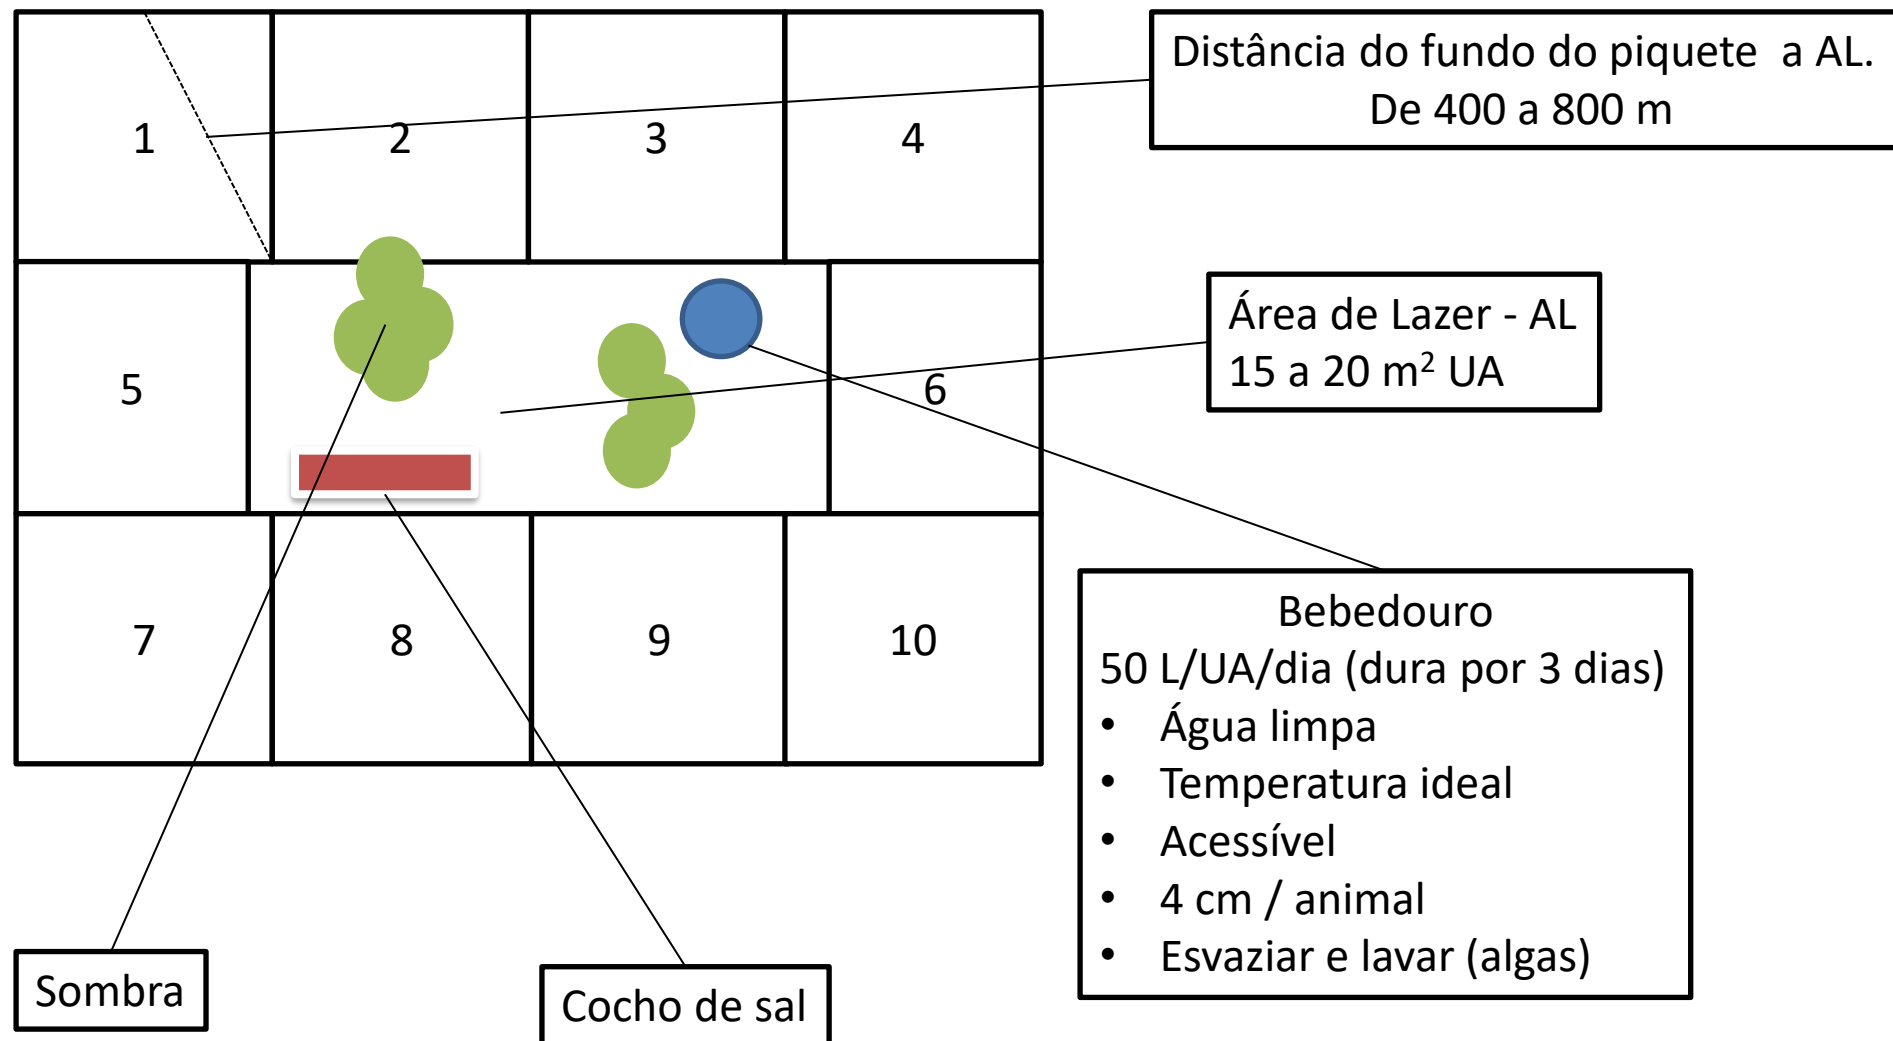 Distância do fundo do piquete a AL.
De 400 a 800 m
1
2
3
4
Área de Lazer - AL
15 a 20 m² UA
5
6
7
8
9
10
Bebedouro
50 L/UA/dia (dura por 3 dias)
• Água limpa
• Temperatura ideal
• Acessível
• 4 cm / animal
• Esvaziar e lavar (algas)
Sombra
Cocho de sal